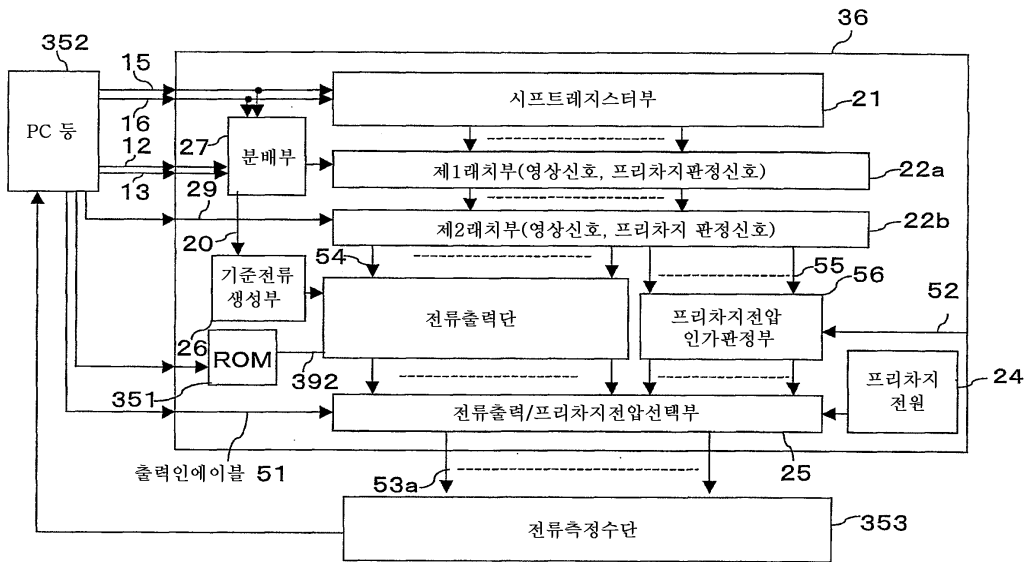 36
352
15
16
시프트레지스터부
21
PC 등
12
27
분배부
13
29
제1래치부(영상신호, 프리차지판정신호)
22a
제2래치부(영상신호, 프리차지 판정신호)
22b
20
54
55
56
기준전류
생성부
전류출력단
프리차지전압
인가판정부
52
26
ROM
392
351
프리차지
전원
24
전류출력/프리차지전압선택부
출력인에이블 51
53a
25
전류측정수단
353